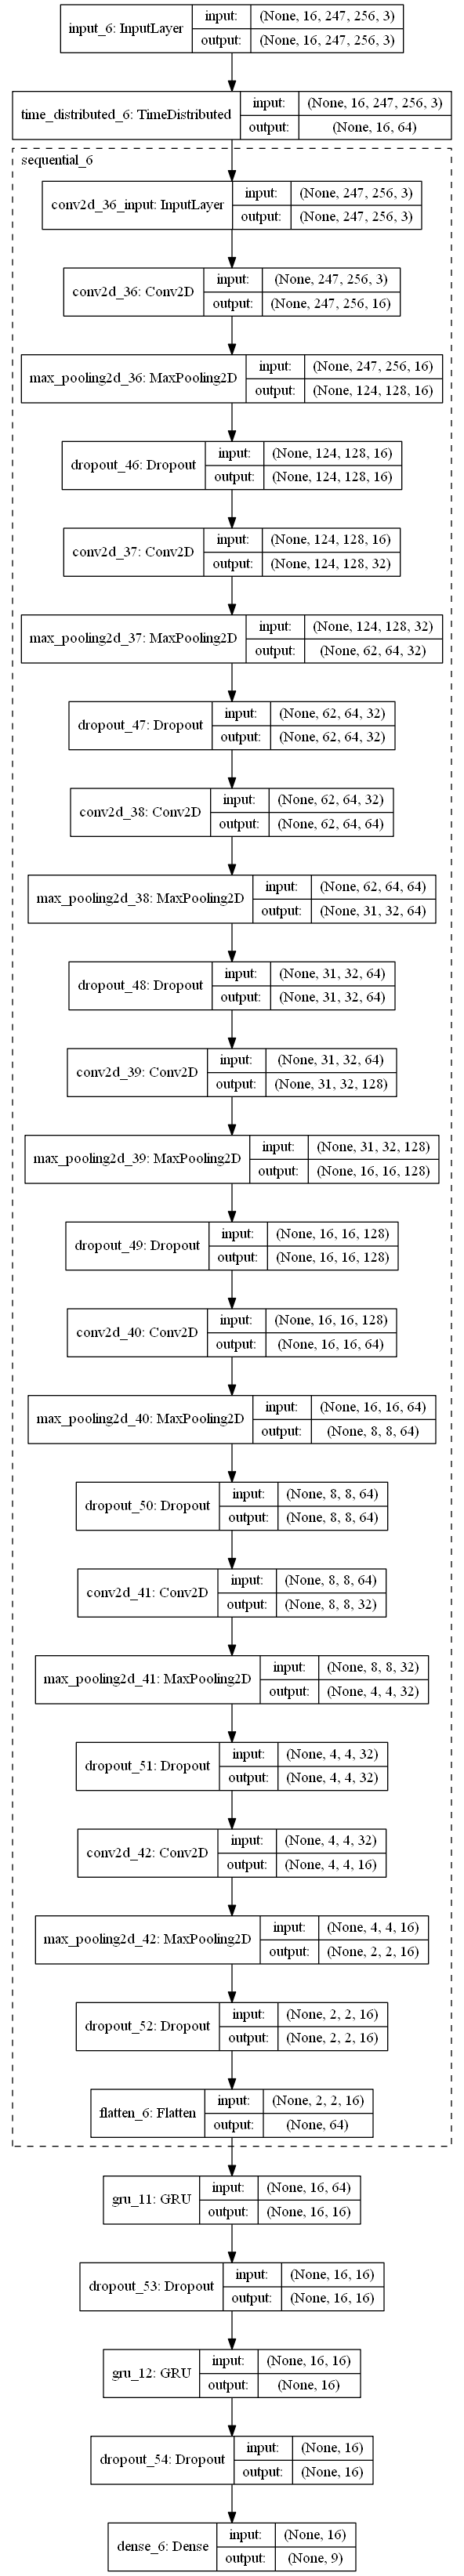 input_6: InputLayer
input: (None, 16, 247, 256, 3)
output: (None, 16, 247, 256, 3)
time_distributed_6: TimeDistributed
input: (None, 16, 247, 256, 3)
output: (None, 16, 64)
sequential_6
conv2d_36_input: InputLayer
input: (None, 247, 256, 3)
output: (None, 247, 256, 3)
conv2d_36: Conv2D
input: (None, 247, 256, 3)
output: (None, 247, 256, 16)
max_pooling2d_36: MaxPooling2D
input: (None, 247, 256, 16)
output: (None, 124, 128, 16)
dropout_46: Dropout
input: (None, 124, 128, 16)
output: (None, 124, 128, 16)
conv2d_37: Conv2D
input: (None, 124, 128, 16)
output: (None, 124, 128, 32)
max_pooling2d_37: MaxPooling2D
input: (None, 124, 128, 32)
output: (None, 62, 64, 32)
dropout_47: Dropout
input: (None, 62, 64, 32)
output: (None, 62, 64, 32)
conv2d_38: Conv2D
input: (None, 62, 64, 32)
output: (None, 62, 64, 64)
max_pooling2d_38: MaxPooling2D
input: (None, 62, 64, 64)
output: (None, 31, 32, 64)
dropout_48: Dropout
input: (None, 31, 32, 64)
output: (None, 31, 32, 64)
conv2d_39: Conv2D
input: (None, 31, 32, 64)
output: (None, 31, 32, 128)
max_pooling2d_39: MaxPooling2D
input: (None, 31, 32, 128)
output: (None, 16, 16, 128)
dropout_49: Dropout
input: (None, 16, 16, 128)
output: (None, 16, 16, 128)
conv2d_40: Conv2D
input: (None, 16, 16, 128)
output: (None, 16, 16, 64)
max_pooling2d_40: MaxPooling2D
input: (None, 16, 16, 64)
output: (None, 8, 8, 64)
dropout_50: Dropout
input: (None, 8, 8, 64)
output: (None, 8, 8, 64)
conv2d_41: Conv2D
input: (None, 8, 8, 64)
output: (None, 8, 8, 32)
max_pooling2d_41: MaxPooling2D
input: (None, 8, 8, 32)
output: (None, 4, 4, 32)
dropout_51: Dropout
input: (None, 4, 4, 32)
output: (None, 4, 4, 32)
conv2d_42: Conv2D
input: (None, 4, 4, 32)
output: (None, 4, 4, 16)
max_pooling2d_42: MaxPooling2D
input: (None, 4, 4, 16)
output: (None, 2, 2, 16)
dropout_52: Dropout
input: (None, 2, 2, 16)
output: (None, 2, 2, 16)
flatten_6: Flatten
input: (None, 2, 2, 16)
output: (None, 64)
gru_11: GRU
input: (None, 16, 64)
output: (None, 16, 16)
dropout_53: Dropout
input: (None, 16, 16)
output: (None, 16, 16)
gru_12: GRU
input: (None, 16, 16)
output: (None, 16)
dropout_54: Dropout
input: (None, 16)
output: (None, 16)
dense_6: Dense
input: (None, 16)
output: (None, 9)